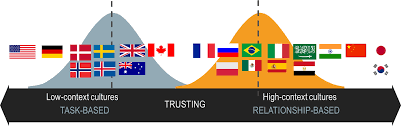 Low-context cultures
TASK-BASED
TRUSTING
High-context cultures
RELATIONSHIP-BASED